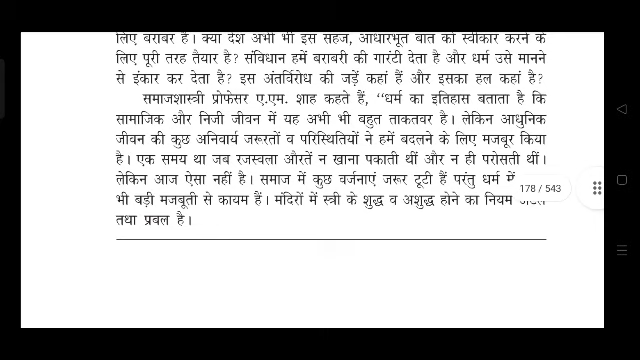 लिए बराबर है। क्या देश अभी भी इस सहज, आधारभूत बात को स्वीकार करने के
लिए पूरी तरह तैयार है? संविधान हमें बराबरी की गारंटी देता है और धर्म उसे मानने
से इंकार कर देता है? इस अंतर्विरोध की जड़ें कहां हैं और इसका हल कहां है?
समाजशास्त्री प्रोफेसर ए.एम. शाह कहते हैं, ‘‘धर्म का इतिहास बताता है कि
सामाजिक और निजी जीवन में यह अभी भी बहुत ताकतवर है। लेकिन आधुनिक
जीवन की कुछ अनिवार्य जरूरतों व परिस्थितियों ने हमें बदलने के लिए मजबूर किया
है। एक समय था जब रजस्वला औरतें न खाना पकाती थीं और न ही परोसती थीं।
लेकिन आज ऐसा नहीं है। समाज में कुछ वर्जनाएं जरूर टूटी हैं परंतु धर्म में
178 / 543
भी बड़ी मजबूती से कायम हैं। मंदिरों में स्त्री के शुद्ध व अशुद्ध होने का नियम
तथा प्रबल है।